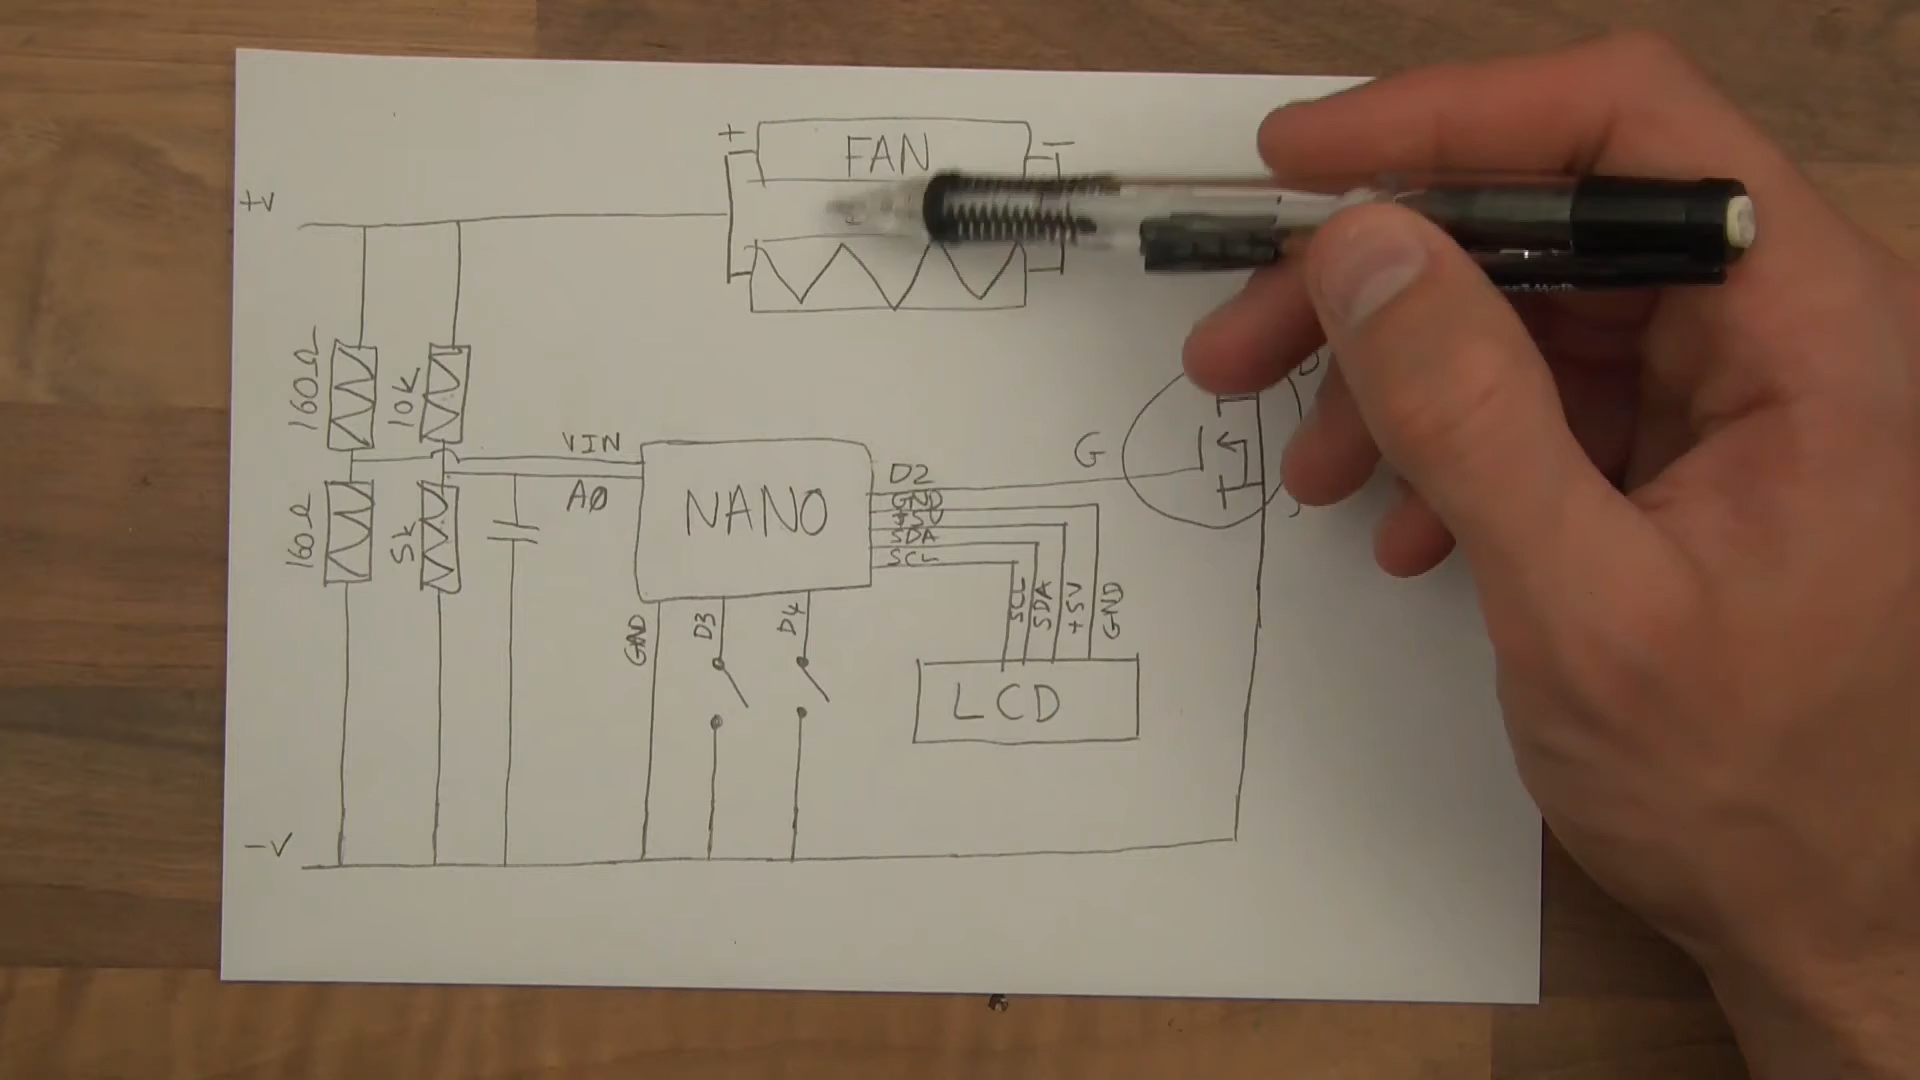 + FAN -
+V
160Ω 10k
VIN
G
D2
AØ NANO GND
+5V
SDA
160Ω 5k SCL
GND D3 D4 SCL SDA +5V GND
LCD
-V